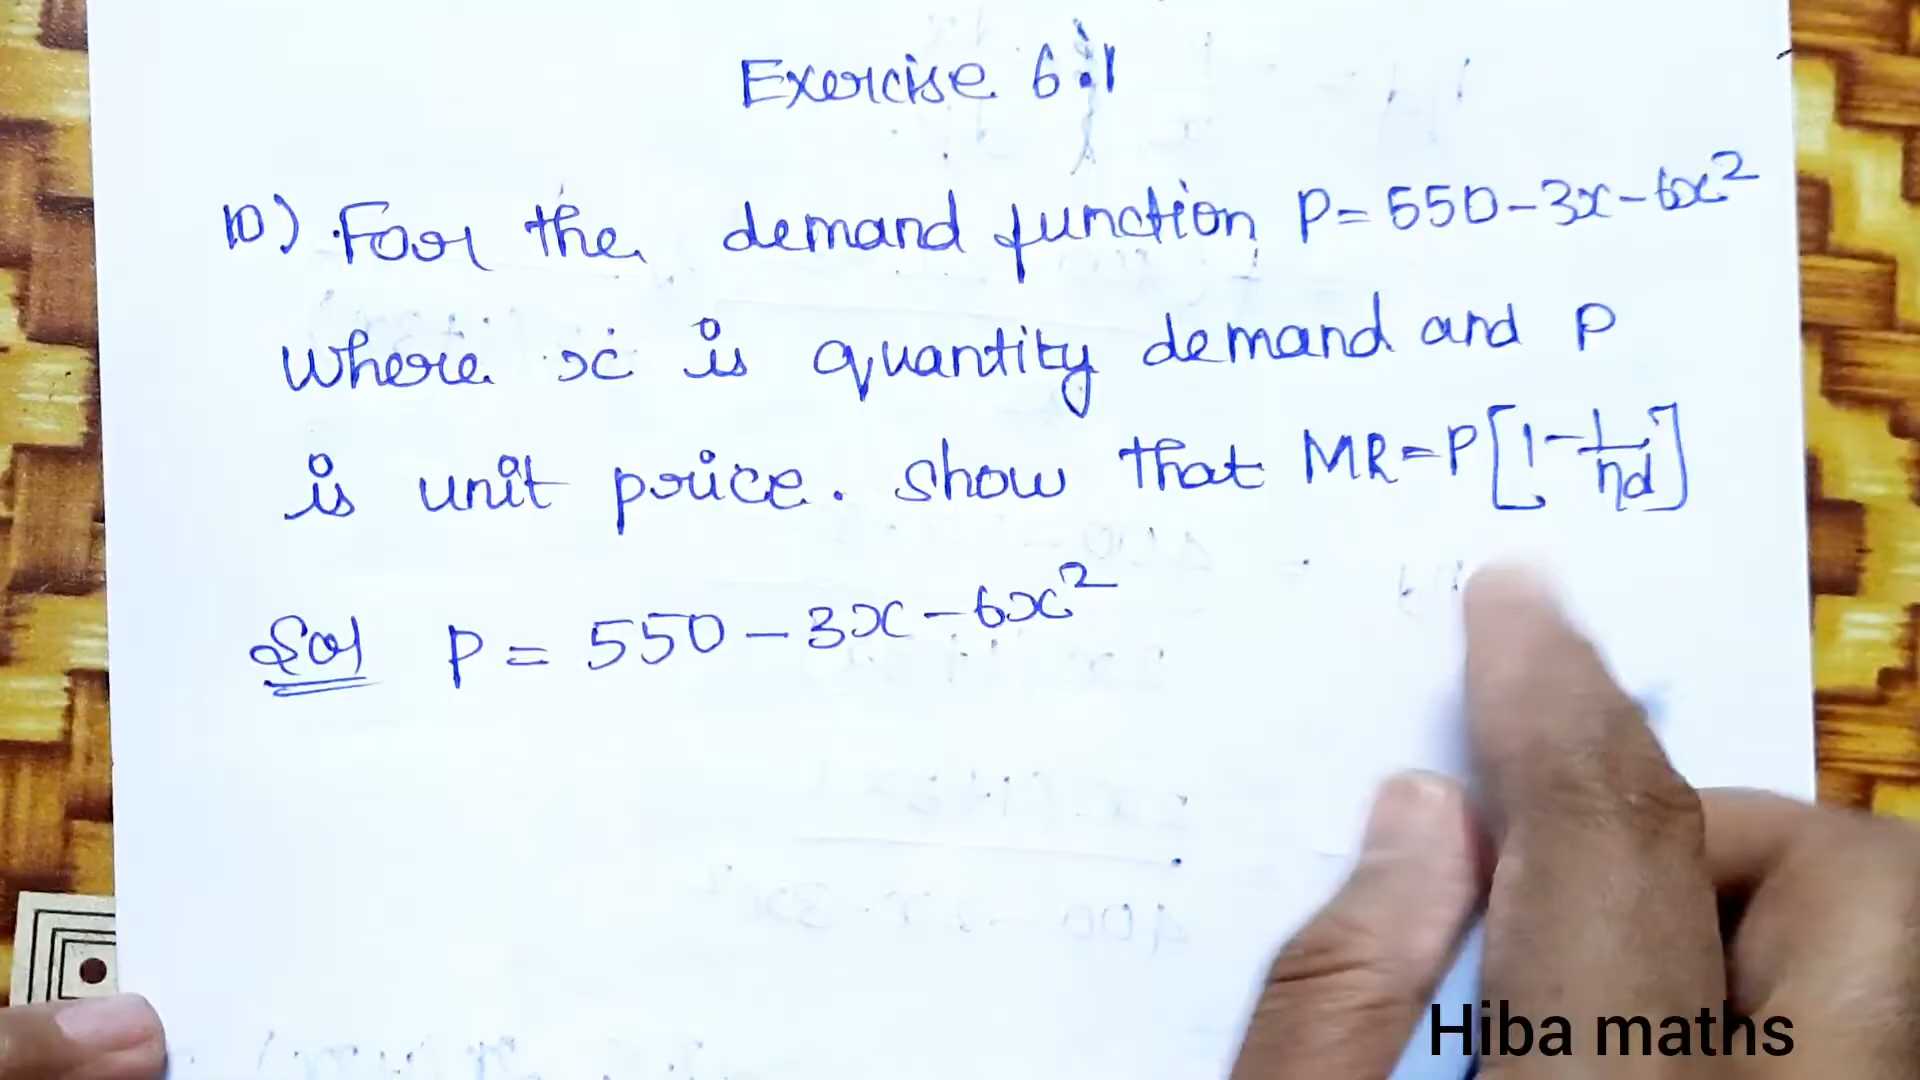 Exercise 6.1
10) For the demand function P=550-3x-6x²
where x is quantity demand and P
is unit price. show that MR=P[1-1/ηd]
Sol P = 550-3x-6x²
Hiba maths